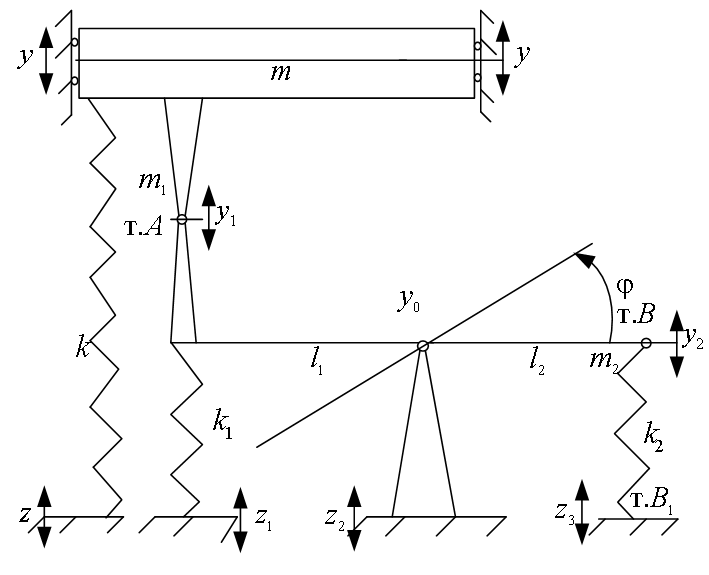 y
m
y
m₁
т.A
y₁
y₀
φ
т.B
k
l₁
l₂
m₂
y₂
k₁
k₂
z
z₁
z₂
z₃
т.B₁